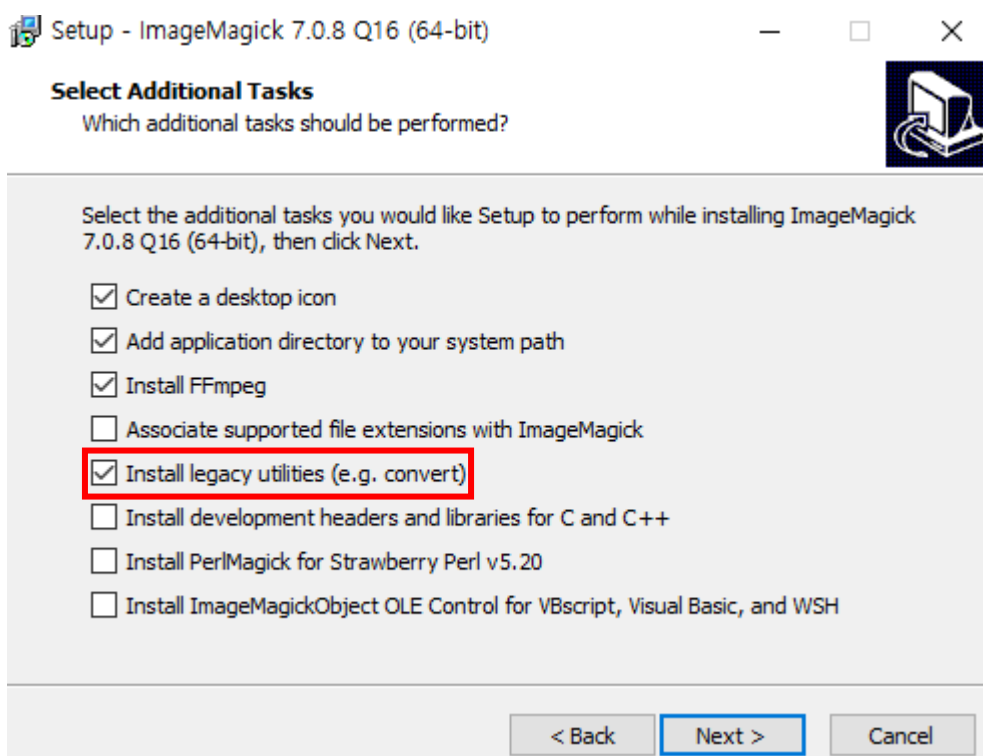 Setup - ImageMagick 7.0.8 Q16 (64-bit)
Select Additional Tasks
Which additional tasks should be performed?
Select the additional tasks you would like Setup to perform while installing ImageMagick
7.0.8 Q16 (64-bit), then click Next.
Create a desktop icon
Add application directory to your system path
Install FFmpeg
Associate supported file extensions with ImageMagick
Install legacy utilities (e.g. convert)
Install development headers and libraries for C and C++
Install PerlMagick for Strawberry Perl v5.20
Install ImageMagickObject OLE Control for VBscript, Visual Basic, and WSH
< Back Next > Cancel